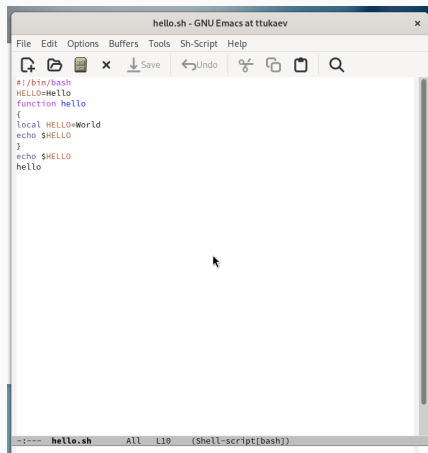 hello.sh - GNU Emacs at ttukaev
File Edit Options Buffers Tools Sh-Script Help
Save Undo
#!/bin/bash
HELLO=Hello
function hello
{
local HELLO=World
echo $HELLO
}
echo $HELLO
hello
-:--- hello.sh All L10 (Shell-script[bash])